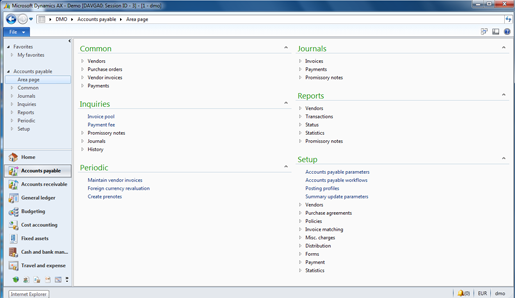 Microsoft Dynamics AX - Demo [DAVGAI: Session ID - 3] - [1 - dmo]
DMO Accounts payable Area page
File
Favorites
My favorites
Accounts payable
Area page
Common
Journals
Inquiries
Reports
Periodic
Setup
Home
Accounts payable
Accounts receivable
General ledger
Budgeting
Cost accounting
Fixed assets
Cash and bank man...
Travel and expense
Common
Vendors
Purchase orders
Vendor invoices
Payments
Inquiries
Invoice pool
Payment fee
Promissory notes
Journals
History
Periodic
Maintain vendor invoices
Foreign currency revaluation
Create prenotes
Journals
Invoices
Payments
Promissory notes
Reports
Vendors
Transactions
Status
Statistics
Promissory notes
Setup
Accounts payable parameters
Accounts payable workflows
Posting profiles
Summary update parameters
Vendors
Purchase agreements
Policies
Invoice matching
Misc. charges
Distribution
Forms
Payment
Statistics
Internet Explorer
(0) EUR dmo